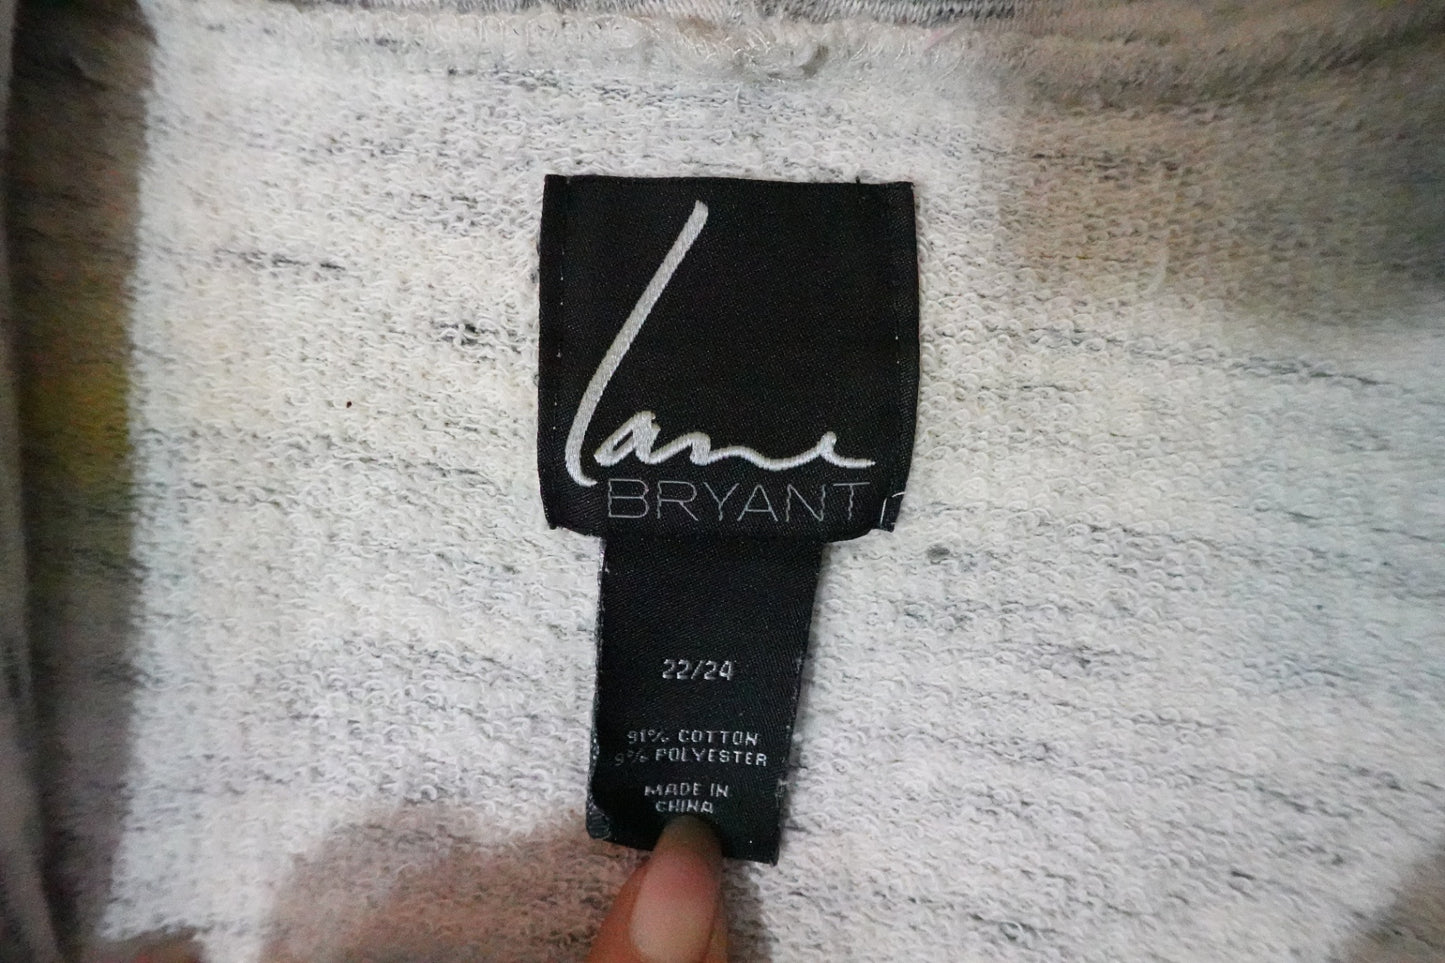 Lane
BRYANT
22/24
91% COTTON
9% POLYESTER
MADE IN
CHINA